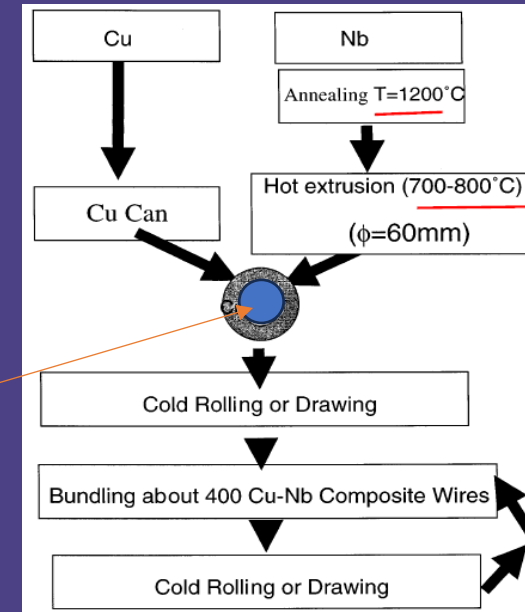 Cu
Nb
Annealing T=1200°C
Cu Can
Hot extrusion (700-800°C)
(ϕ=60mm)
Cold Rolling or Drawing
Bundling about 400 Cu-Nb Composite Wires
Cold Rolling or Drawing